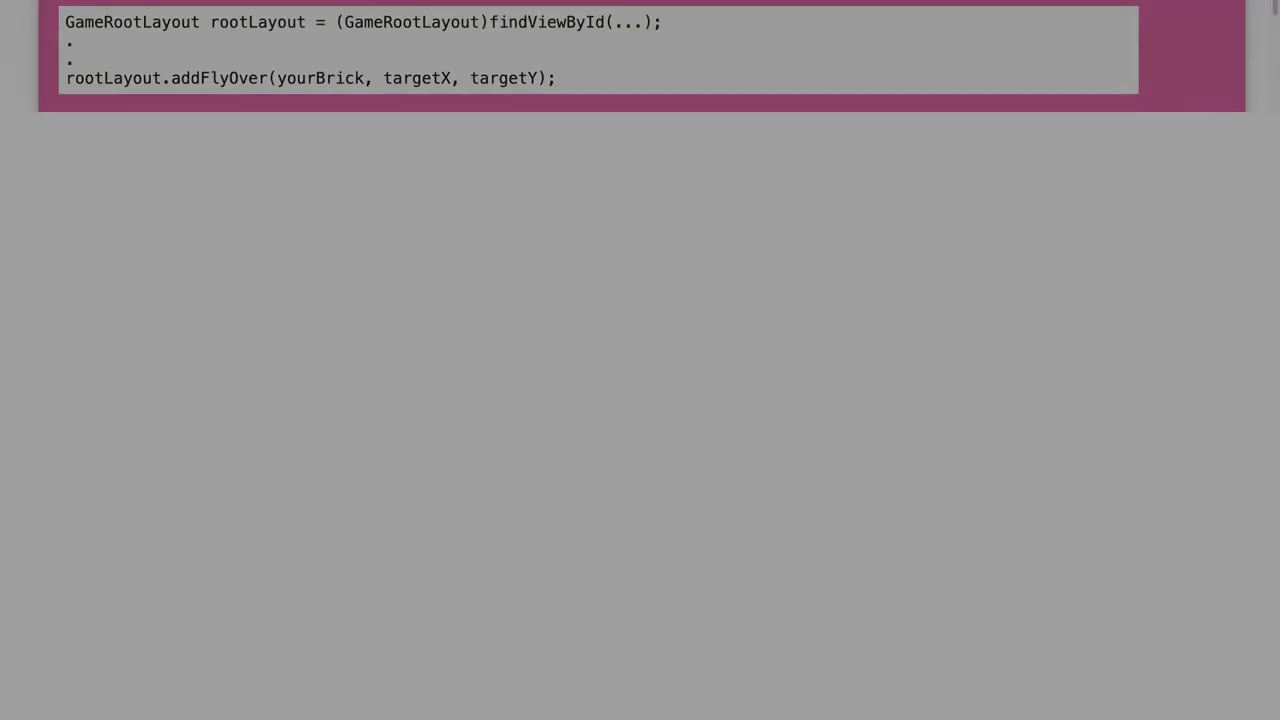 GameRootLayout rootLayout = (GameRootLayout)findViewById(...);
.
.
rootLayout.addFlyOver(yourBrick, targetX, targetY);